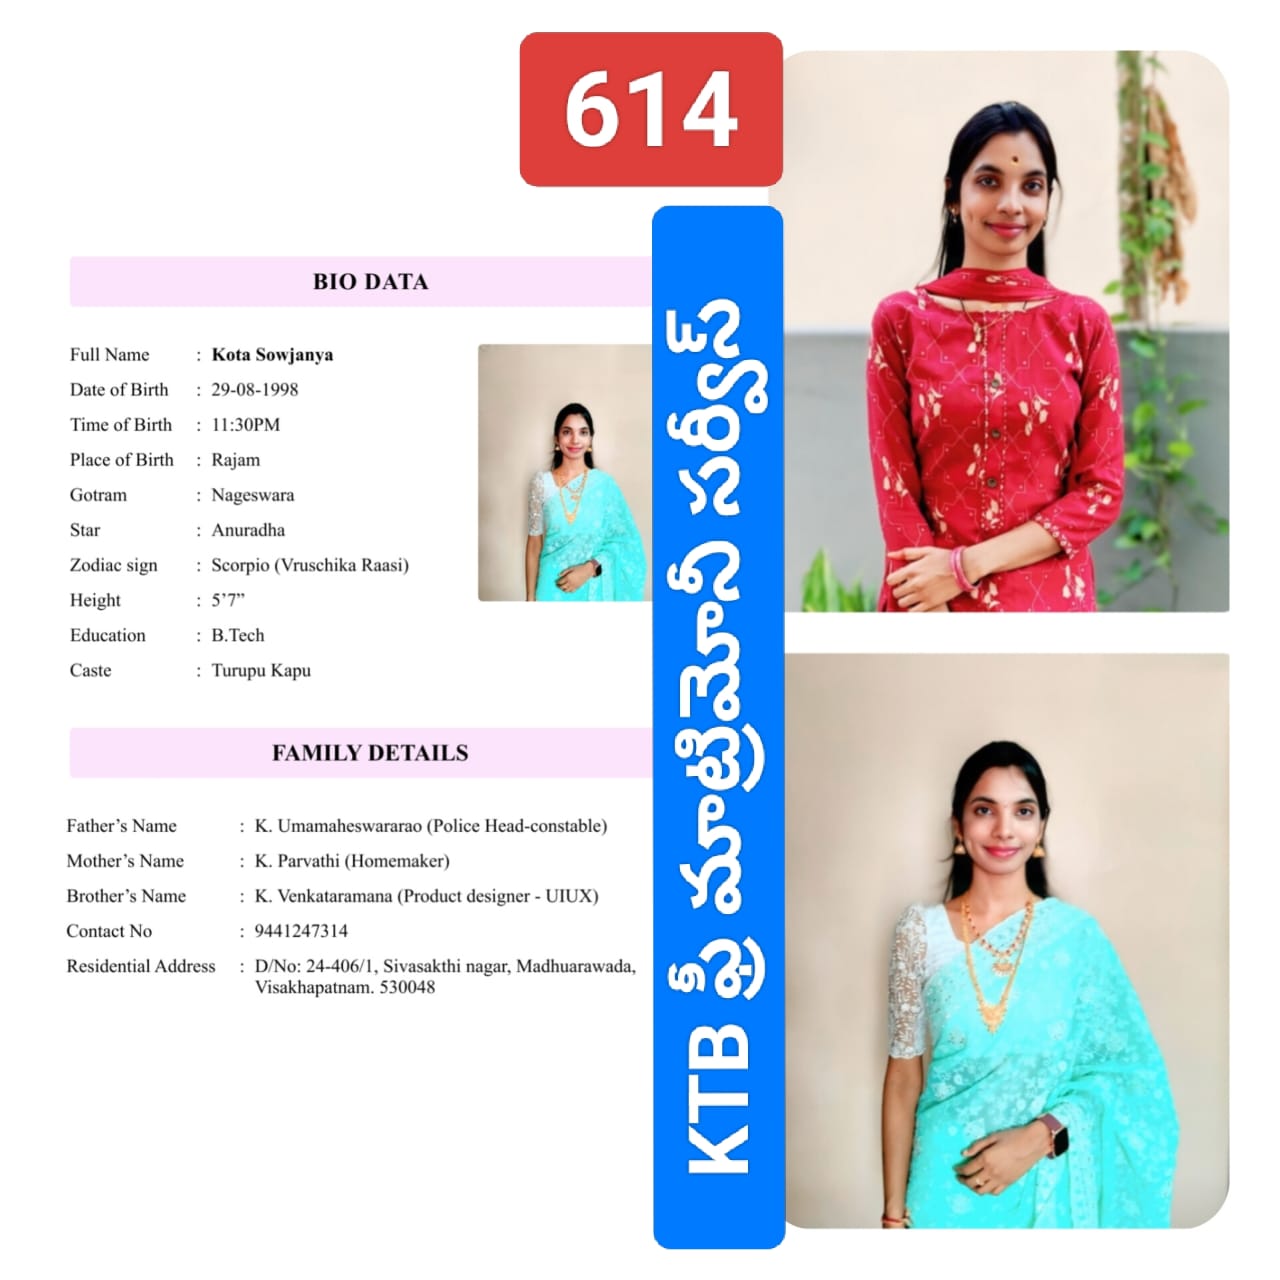 614
BIO DATA
Full Name : Kota Sowjanya
Date of Birth : 29-08-1998
Time of Birth : 11:30PM
Place of Birth : Rajam
Gotram : Nageswara
Star : Anuradha
Zodiac sign : Scorpio (Vruschika Raasi)
Height : 5’7”
Education : B.Tech
Caste : Turupu Kapu
FAMILY DETAILS
Father’s Name : K. Umamaheswararao (Police Head-constable)
Mother’s Name : K. Parvathi (Homemaker)
Brother’s Name : K. Venkataramana (Product designer - UIUX)
Contact No : 9441247314
Residential Address : D/No: 24-406/1, Sivasakthi nagar, Madhuarawada,
Visakhapatnam. 530048
KTB ఫ్రీ మాట్రిమోనీ సర్వీస్